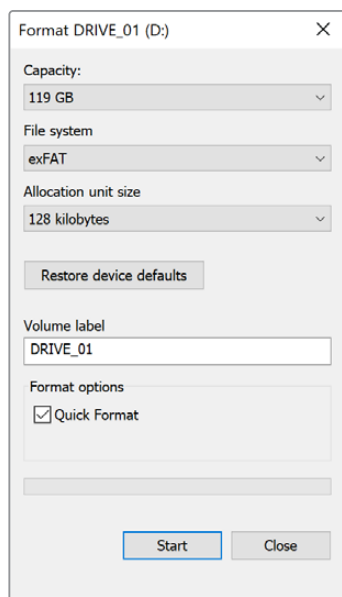 Format DRIVE_01 (D:)
Capacity:
119 GB
File system
exFAT
Allocation unit size
128 kilobytes
Restore device defaults
Volume label
DRIVE_01
Format options
Quick Format
Start Close